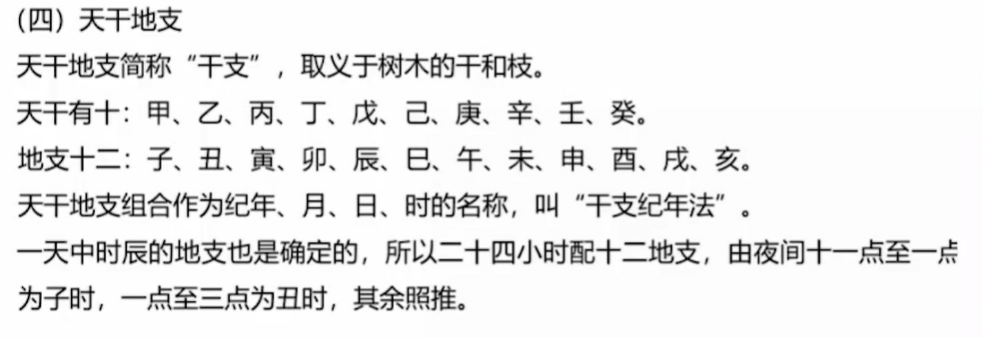 （四）天干地支
天干地支简称“干支”，取义于树木的干和枝。
天干有十：甲、乙、丙、丁、戊、己、庚、辛、壬、癸。
地支十二：子、丑、寅、卯、辰、巳、午、未、申、酉、戌、亥。
天干地支组合作为纪年、月、日、时的名称，叫“干支纪年法”。
一天中时辰的地支也是确定的，所以二十四小时配十二地支，由夜间十一点至一点
为子时，一点至三点为丑时，其余照推。